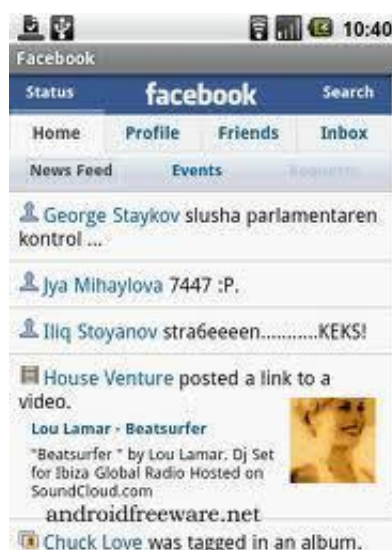 10:40
Facebook
Status facebook Search
Home Profile Friends Inbox
News Feed Events Requests
George Staykov slusha parlamentaren
kontrol ...
Jya Mihaylova 7447 :P.
Iliq Stoyanov stra6eeeen...........KEKS!
House Venture posted a link to a
video.
Lou Lamar - Beatsurfer
"Beatsurfer " by Lou Lamar. Dj Set
for Ibiza Global Radio Hosted on
SoundCloud.com
androidfreeware.net
Chuck Love was tagged in an album.